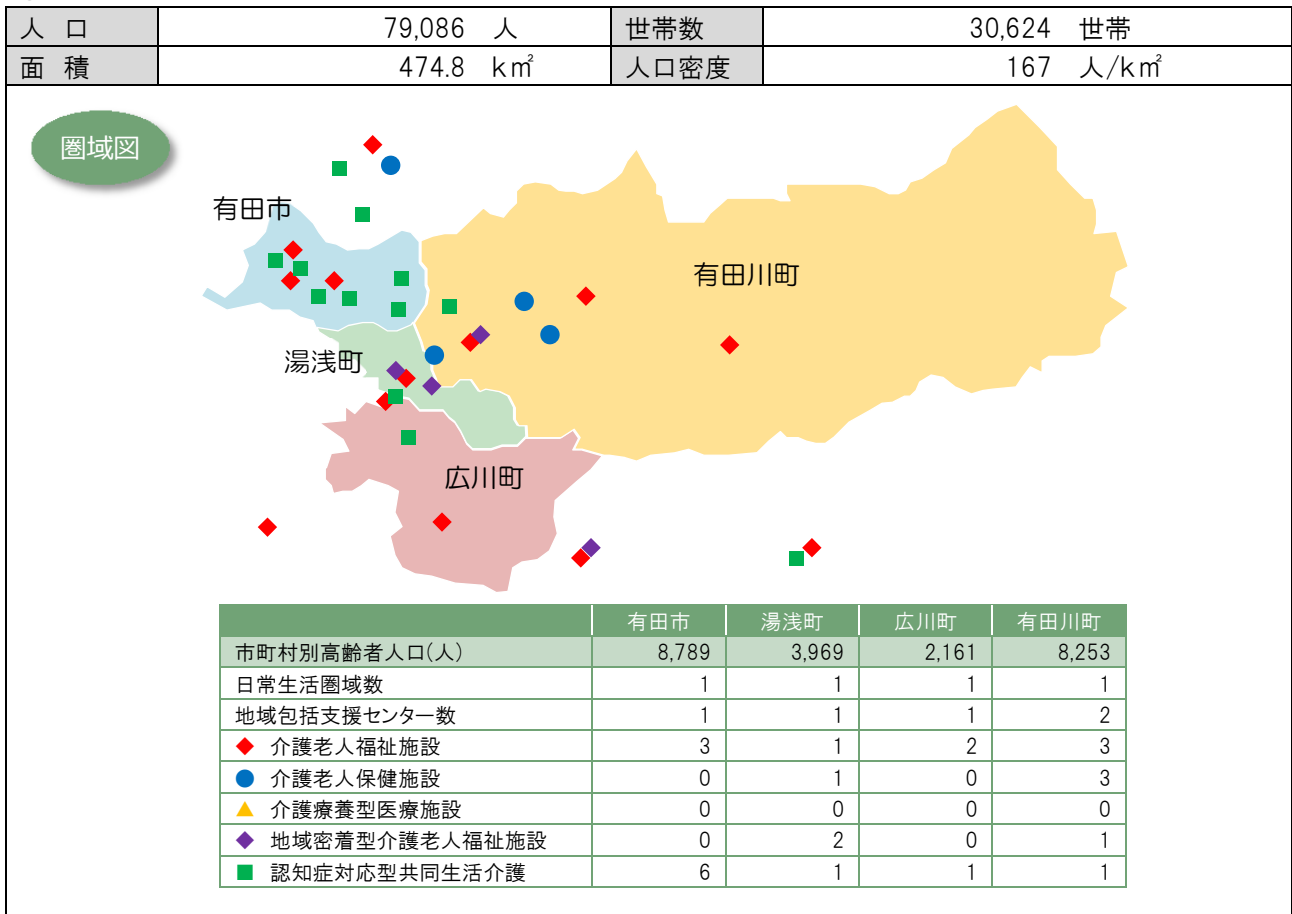 人 口 79,086 人 世帯数 30,624 世帯
面 積 474.8 k㎡ 人口密度 167 人/k㎡
圏域図
有田市
有田川町
湯浅町
広川町
有田市 湯浅町 広川町 有田川町
市町村別高齢者人口(人) 8,789 3,969 2,161 8,253
日常生活圏域数 1 1 1 1
地域包括支援センター数 1 1 1 2
◆ 介護老人福祉施設 3 1 2 3
● 介護老人保健施設 0 1 0 3
▲ 介護療養型医療施設 0 0 0 0
◆ 地域密着型介護老人福祉施設 0 2 0 1
■ 認知症対応型共同生活介護 6 1 1 1